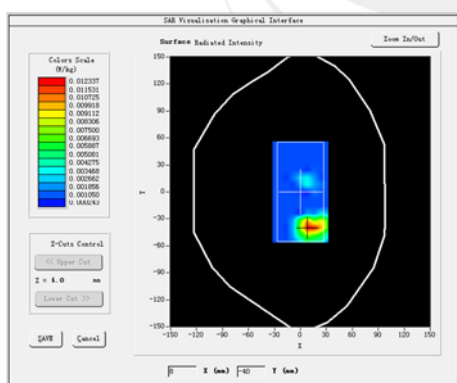 SAR Visualisation Graphical Interface
Surface Radiated Intensity
Zoom In/Out
Colors Scale
(W/kg)
0.012337
0.011531
0.010725
0.009918
0.009112
0.008306
0.007500
0.006693
0.005887
0.005081
0.004275
0.003468
0.002662
0.001856
0.001050
0.000243
Z-Cuts Control
<< Upper Cut
Z = 4.0 mm
Lower Cut >>
SAVE
Cancel
150
120
90
60
30
0
-30
-60
-90
-120
-150
Y
-150 -120 -90 -60 -30 0 30 60 90 120 150
X
8 X (mm) -40 Y (mm)